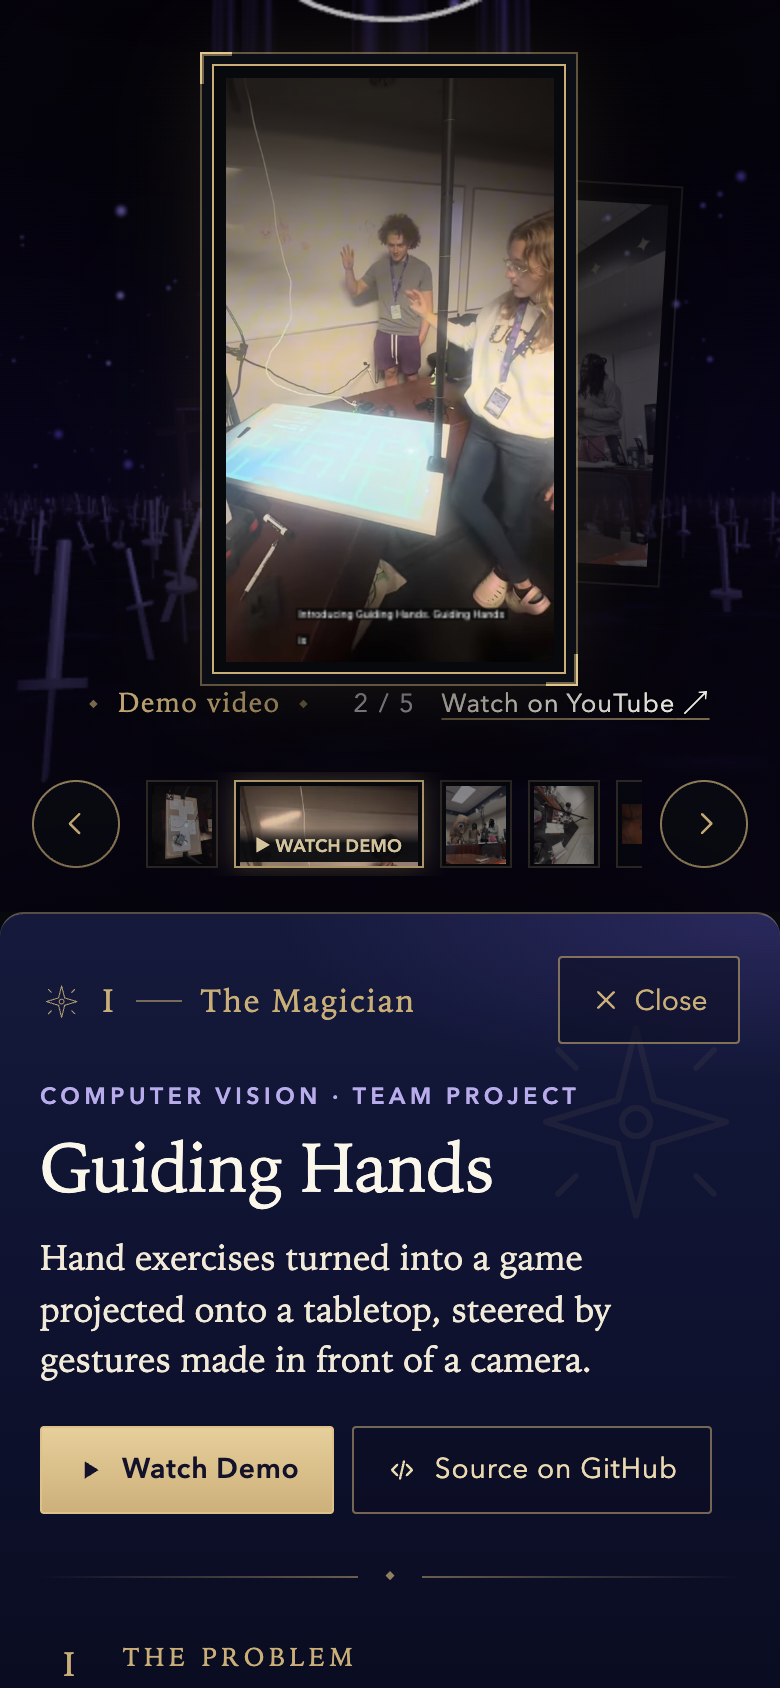 Introducing Guiding Hands. Guiding Hands
is
Demo video
2 / 5
Watch on YouTube ↗
▶ WATCH DEMO
I — The Magician
Close
COMPUTER VISION · TEAM PROJECT
Guiding Hands
Hand exercises turned into a game
projected onto a tabletop, steered by
gestures made in front of a camera.
Watch Demo
Source on GitHub
I THE PROBLEM